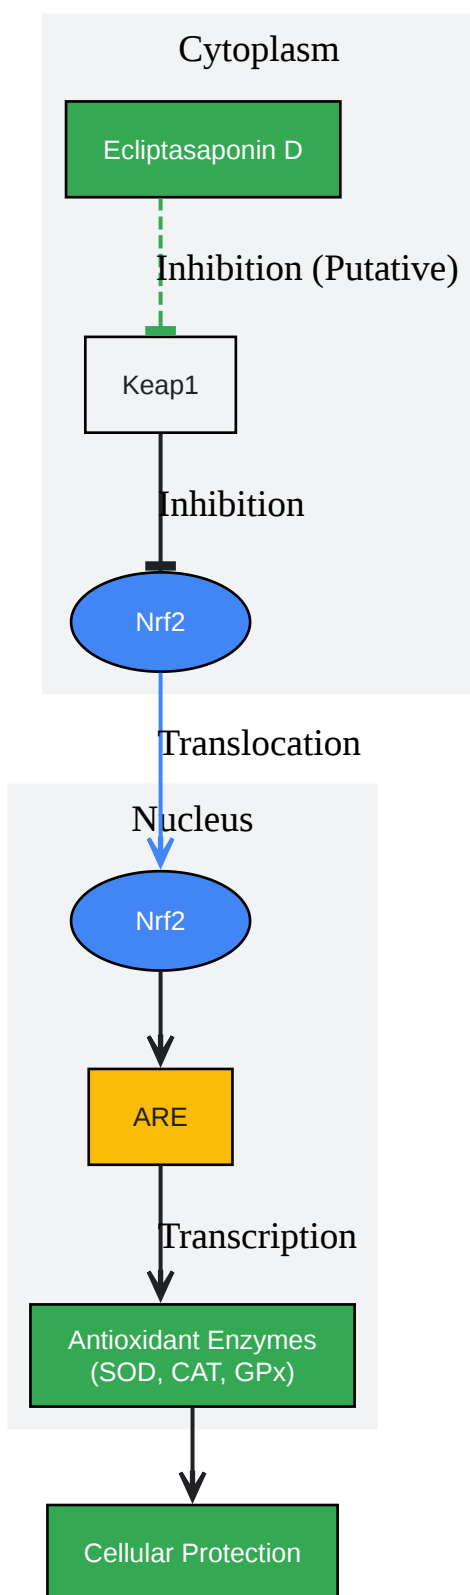 Cytoplasm
Ecliptasaponin D
Inhibition (Putative)
Keap1
Inhibition
Nrf2
Translocation
Nucleus
Nrf2
ARE
Transcription
Antioxidant Enzymes
(SOD, CAT, GPx)
Cellular Protection